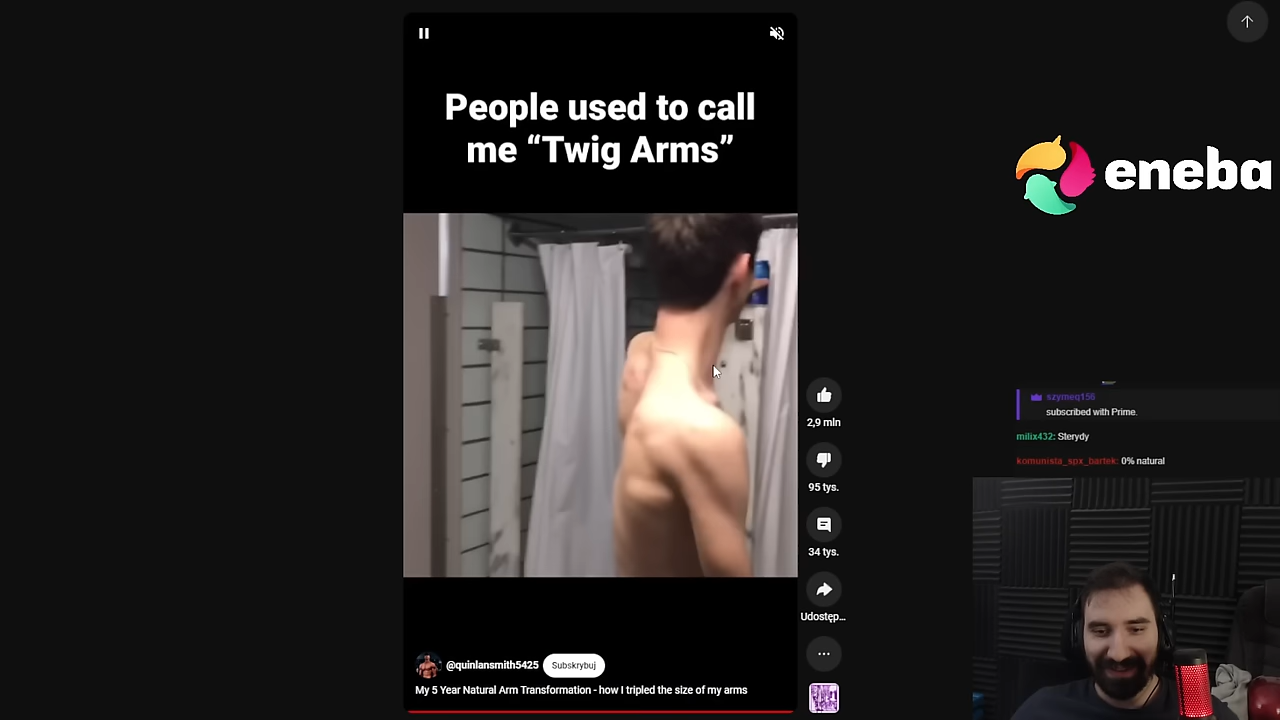 People used to call
me “Twig Arms”
2,9 mln
95 tys.
34 tys.
Udostęp...
@quinlansmith5425
Subskrybuj
My 5 Year Natural Arm Transformation - how I tripled the size of my arms
eneba
szymeq156
subscribed with Prime.
milix432: Sterydy
komunista_spx_bartek: 0% natural